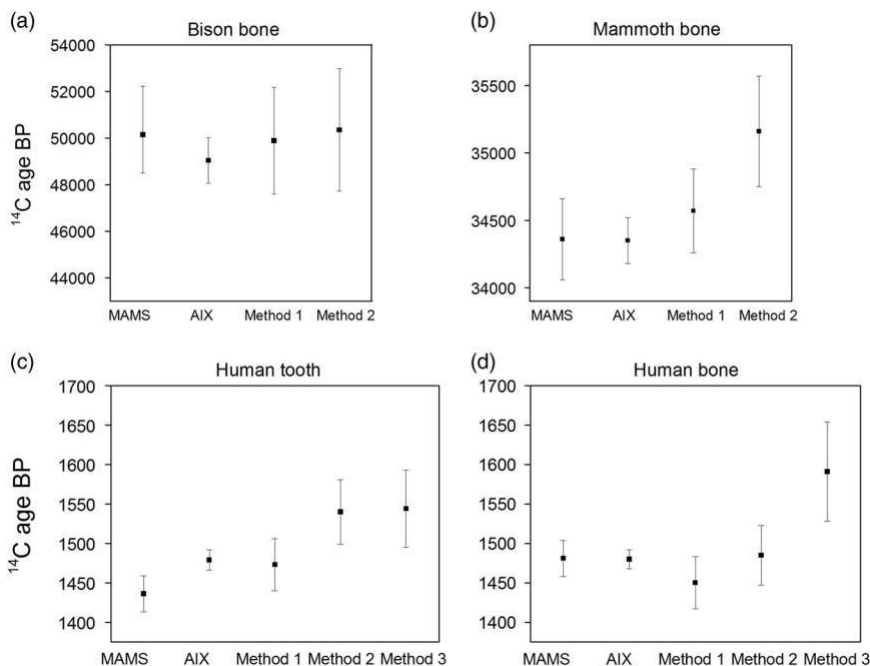 (a)
Bison bone
54000
52000
50000
48000
46000
44000
¹⁴C age BP
MAMS AIX Method 1 Method 2
(b)
Mammoth bone
35500
35000
34500
34000
MAMS AIX Method 1 Method 2
(c)
Human tooth
1700
1650
1600
1550
1500
1450
1400
¹⁴C age BP
MAMS AIX Method 1 Method 2 Method 3
(d)
Human bone
1700
1650
1600
1550
1500
1450
1400
MAMS AIX Method 1 Method 2 Method 3